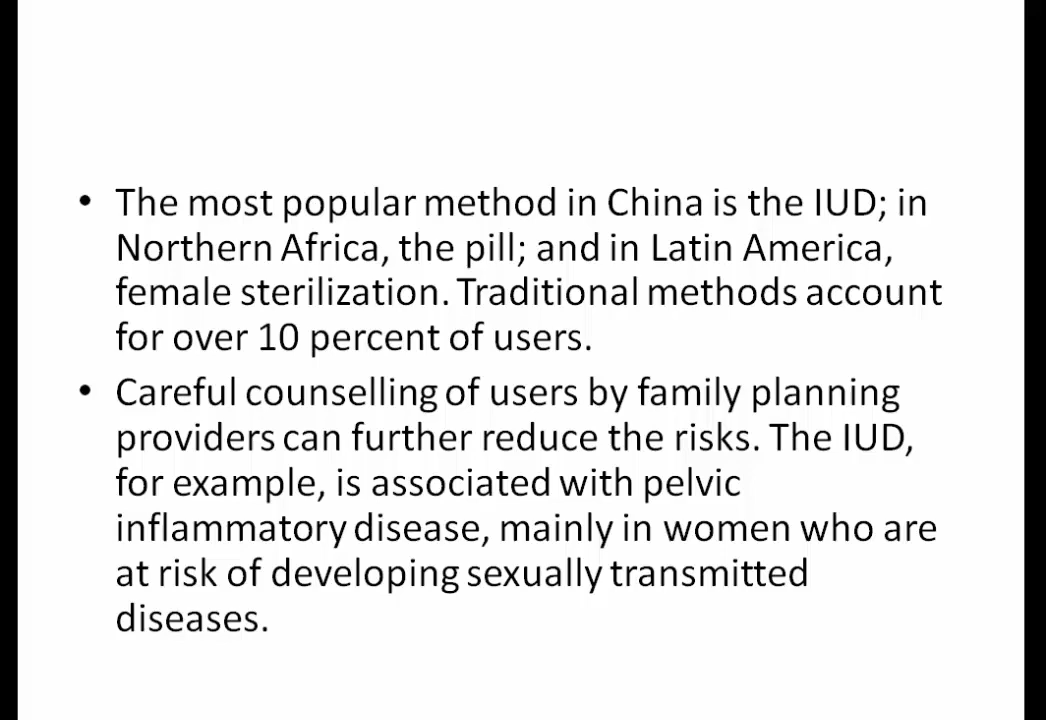 • The most popular method in China is the IUD; in
Northern Africa, the pill; and in Latin America,
female sterilization. Traditional methods account
for over 10 percent of users.
• Careful counselling of users by family planning
providers can further reduce the risks. The IUD,
for example, is associated with pelvic
inflammatory disease, mainly in women who are
at risk of developing sexually transmitted
diseases.